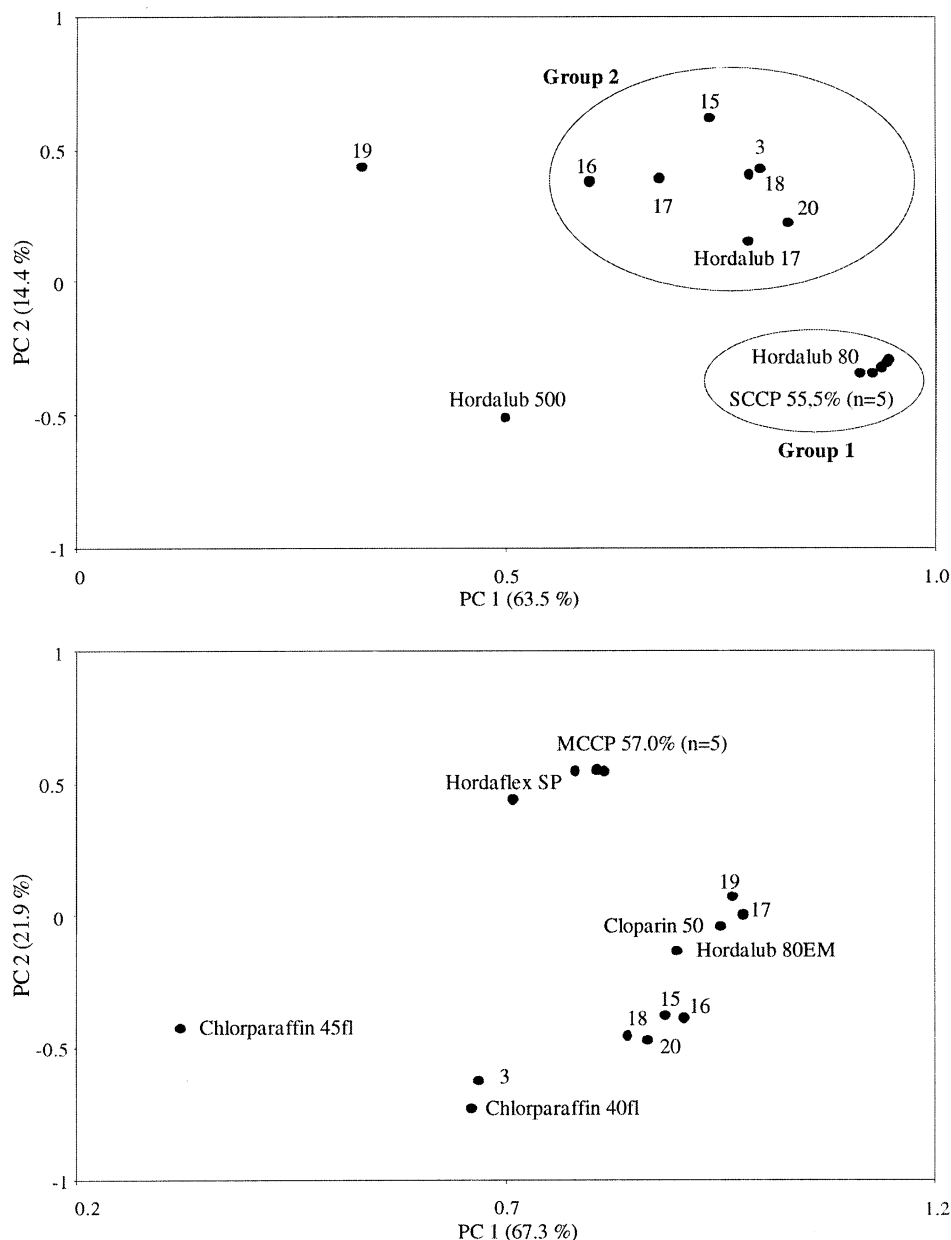 1
Group 2
15
0.5
19
16
3
18
17
20
Hordalub 17
0
PC 2 (14.4 %)
Hordalub 80
Hordalub 500
SCCP 55,5% (n=5)
-0.5
Group 1
-1
0
0.5
1.0
PC 1 (63.5 %)
1
MCCP 57.0% (n=5)
Hordaflex SP
0.5
19
17
0
Cloparin 50
Hordalub 80EM
PC 2 (21.9 %)
15
16
18
20
Chlorparaffin 45fl
-0.5
3
Chlorparaffin 40fl
-1
0.2
0.7
1.2
PC 1 (67.3 %)